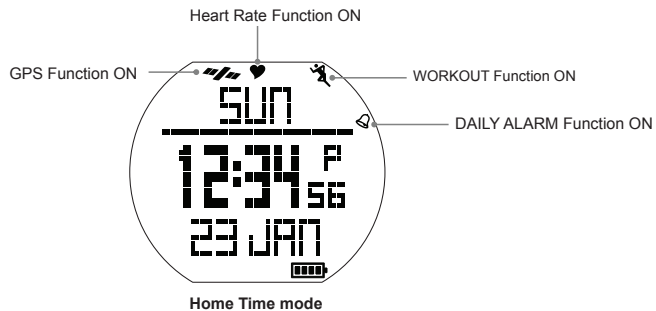 Heart Rate Function ON
GPS Function ON
WORKOUT Function ON
SUN
DAILY ALARM Function ON
12:34 P 56
23 JAN
Home Time mode